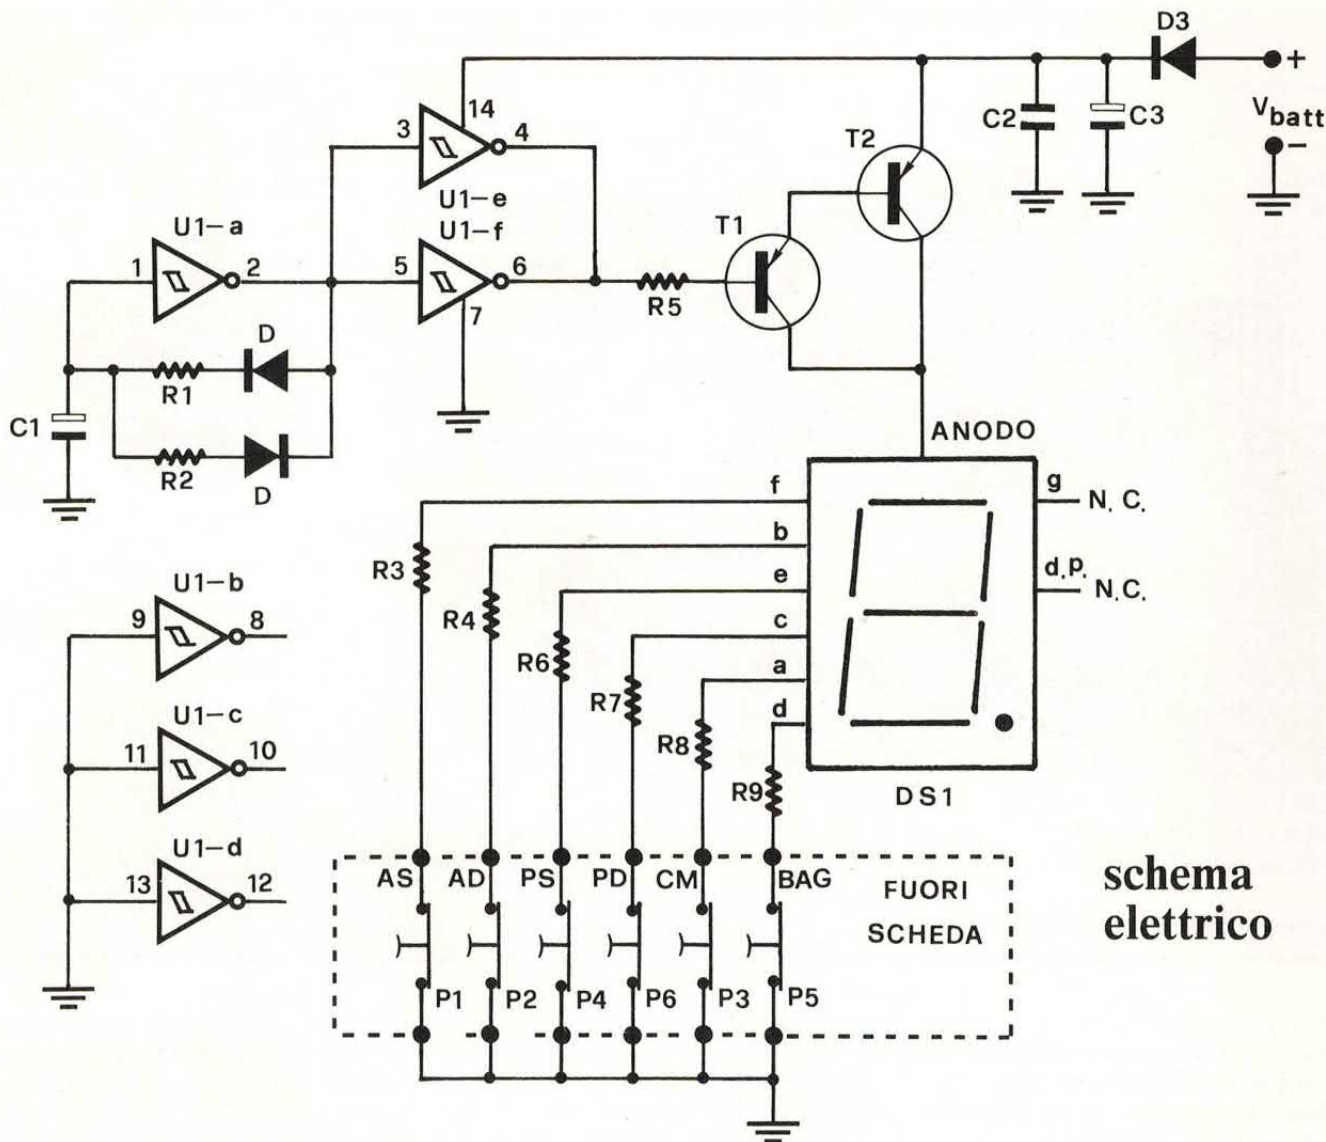 D3
+
14
C2
C3
Vbatt
3
4
T2
−
U1-e
U1-a
U1-f
T1
1
2
5
6
R5
7
D
R1
C1
R2
D
ANODO
f
g
N. C.
b
R3
e
d.p.
N.C.
U1-b
R4
9
8
c
R6
a
R7
d
U1-c
R8
11
10
R9
DS1
U1-d
AS
AD
PS
PD
CM
BAG
FUORI
SCHEDA
13
12
P1
P2
P4
P6
P3
P5
schema
elettrico